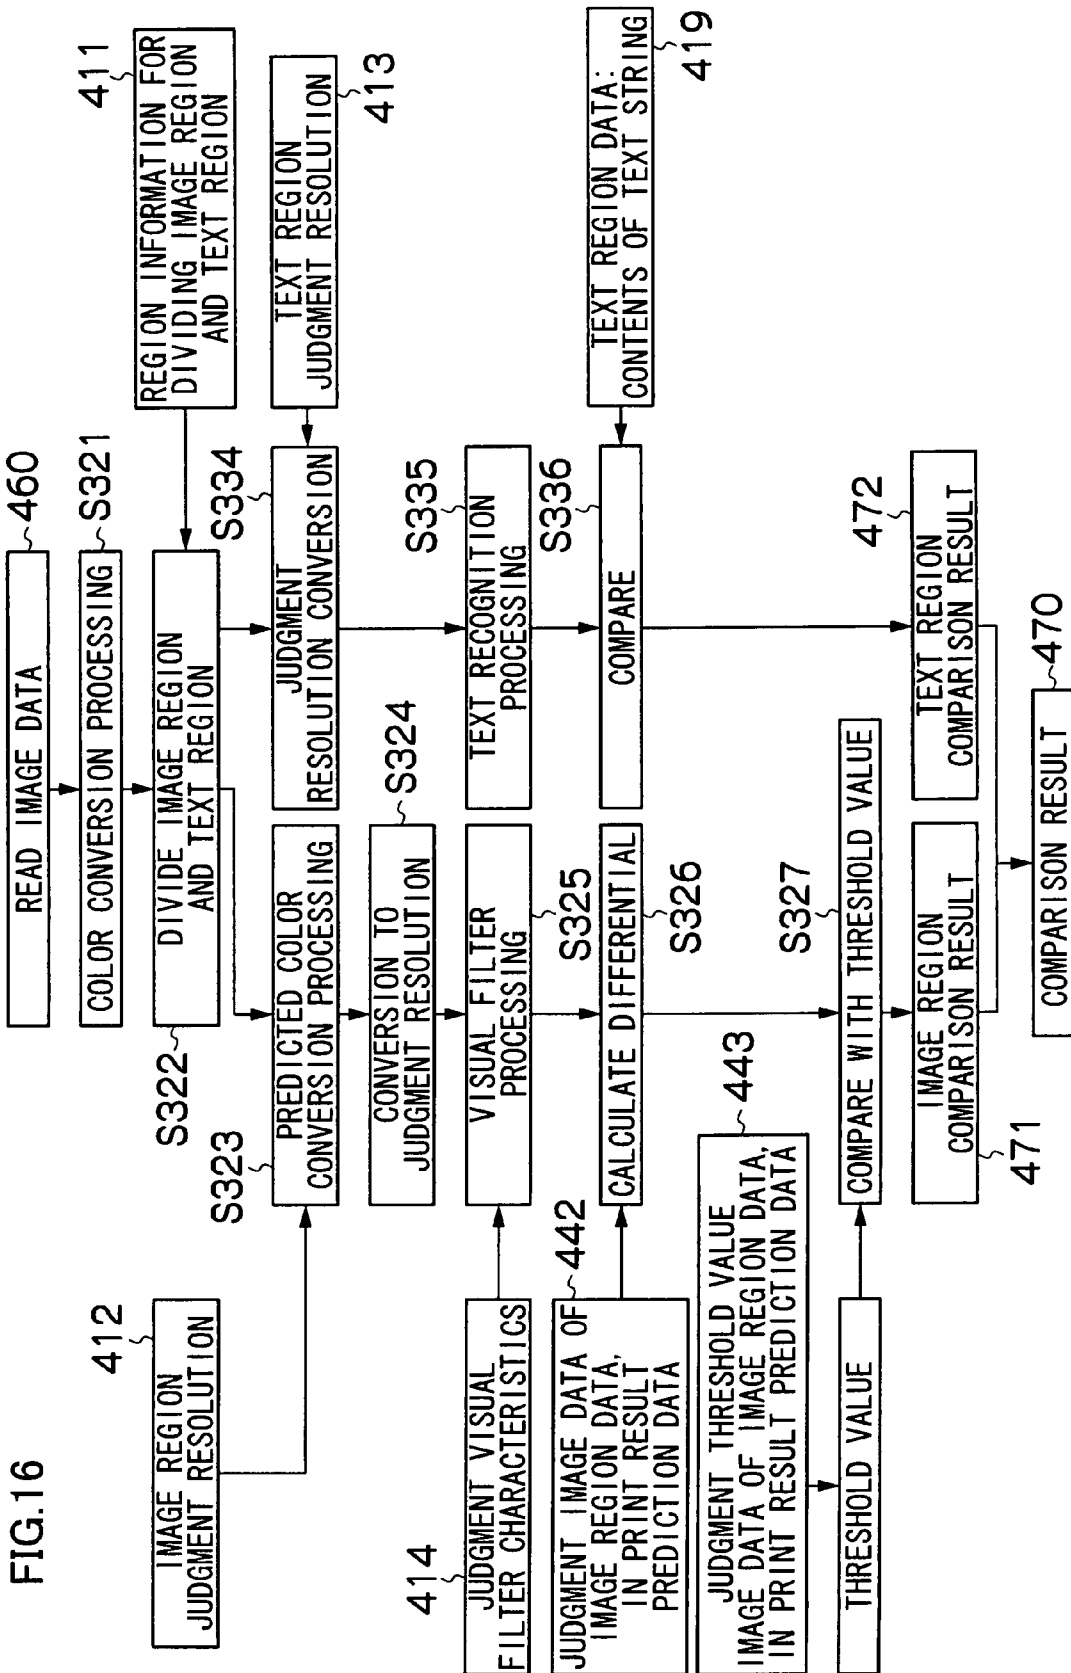 FIG.16
READ IMAGE DATA
460
COLOR CONVERSION PROCESSING
S321
DIVIDE IMAGE REGION
AND TEXT REGION
S322
REGION INFORMATION FOR
DIVIDING IMAGE REGION
AND TEXT REGION
411
IMAGE REGION
JUDGMENT RESOLUTION
412
PREDICTED COLOR
CONVERSION PROCESSING
S323
JUDGMENT
RESOLUTION CONVERSION
S334
TEXT REGION
JUDGMENT RESOLUTION
413
CONVERSION TO
JUDGMENT RESOLUTION
S324
JUDGMENT VISUAL
FILTER CHARACTERISTICS
414
VISUAL FILTER
PROCESSING
S325
TEXT RECOGNITION
PROCESSING
S335
JUDGMENT IMAGE DATA OF
IMAGE REGION DATA,
IN PRINT RESULT
PREDICTION DATA
442
CALCULATE DIFFERENTIAL
S326
COMPARE
S336
TEXT REGION DATA:
CONTENTS OF TEXT STRING
419
JUDGMENT THRESHOLD VALUE
IMAGE DATA OF IMAGE REGION DATA,
IN PRINT RESULT PREDICTION DATA
443
THRESHOLD VALUE
COMPARE WITH THRESHOLD VALUE
S327
IMAGE REGION
COMPARISON RESULT
471
TEXT REGION
COMPARISON RESULT
472
COMPARISON RESULT
470